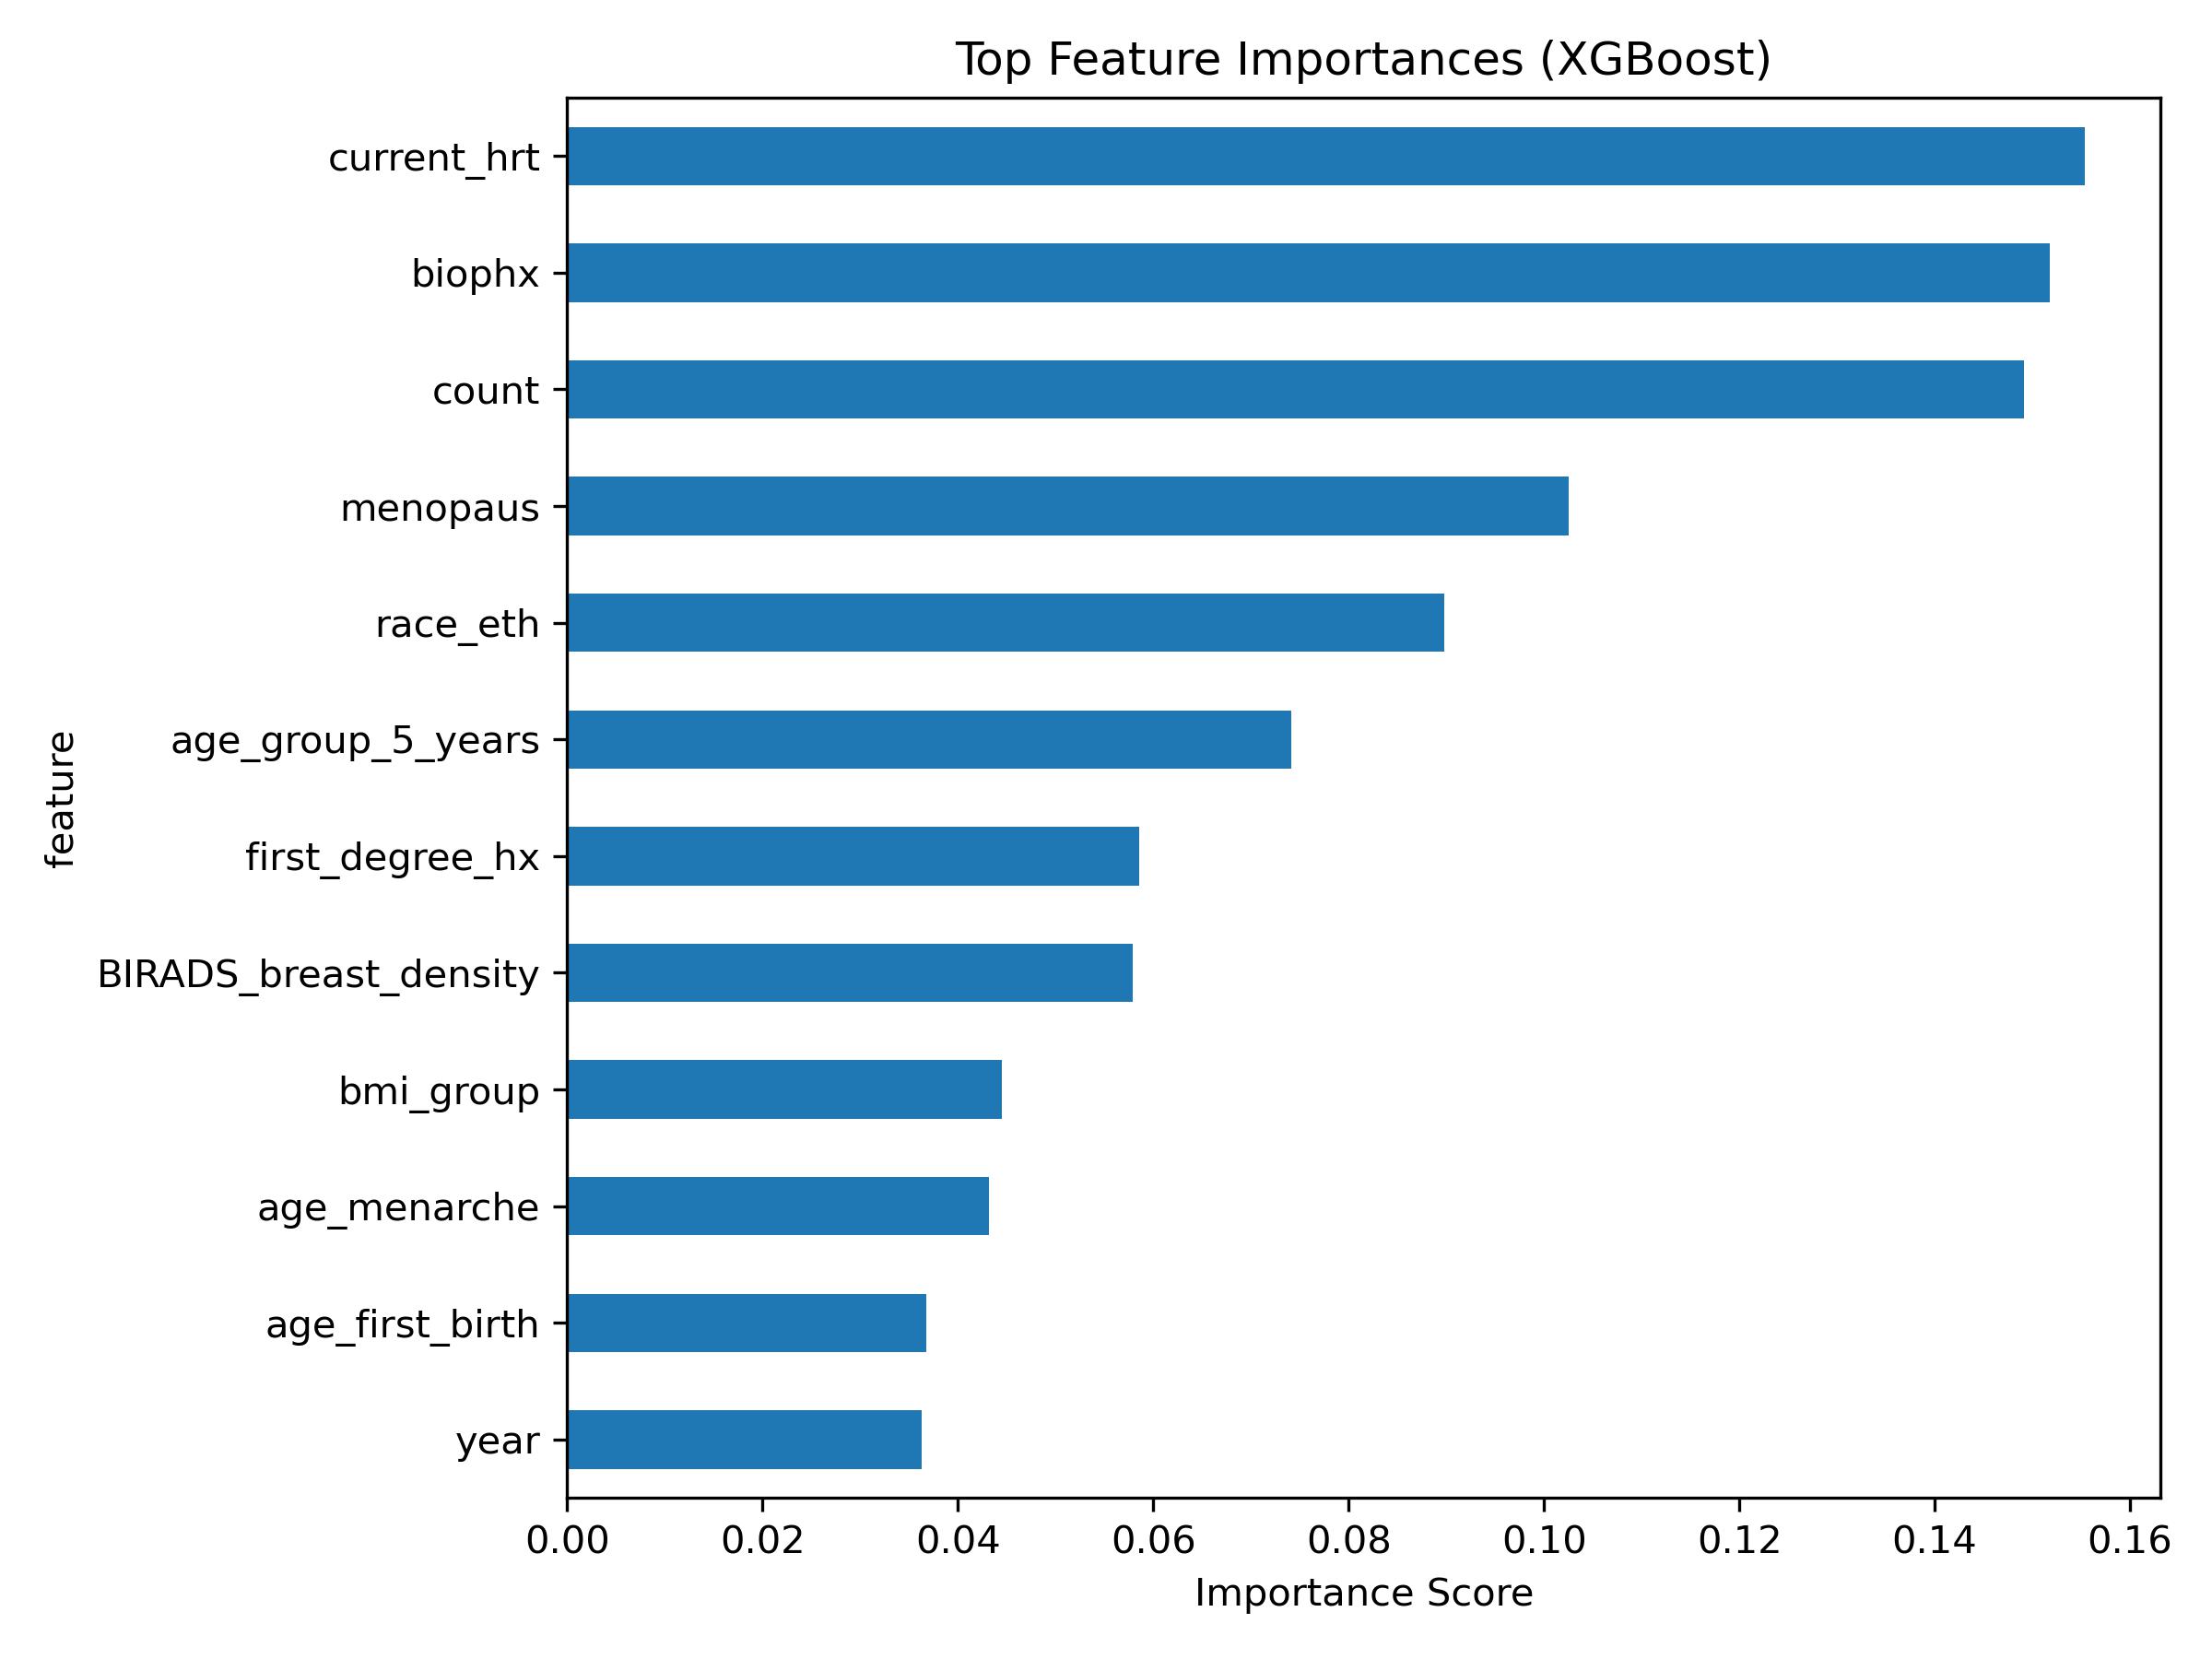 Top Feature Importances (XGBoost)
current_hrt
biophx
count
menopaus
race_eth
age_group_5_years
first_degree_hx
BIRADS_breast_density
bmi_group
age_menarche
age_first_birth
year
feature
0.00 0.02 0.04 0.06 0.08 0.10 0.12 0.14 0.16
Importance Score